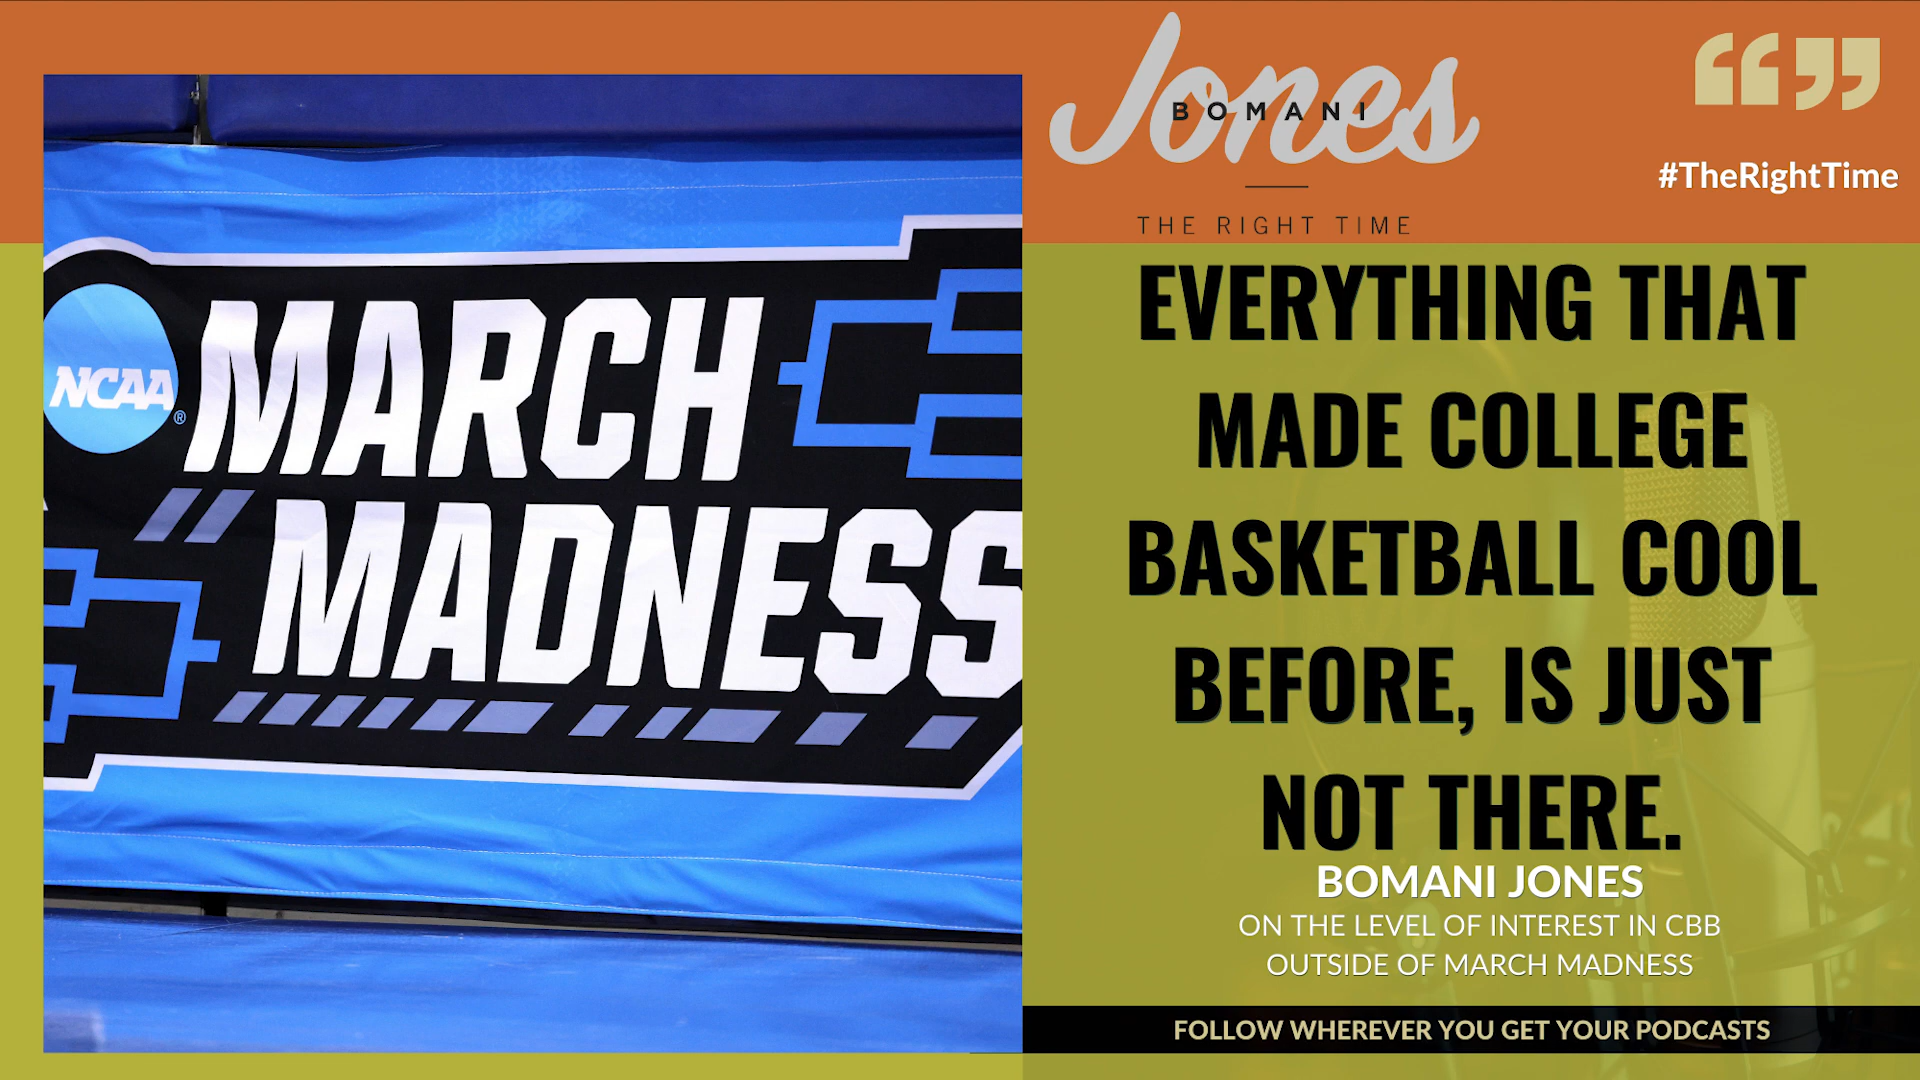 NCAA®
MARCH
MADNESS
Jones
BOMANI
THE RIGHT TIME
#TheRightTime
EVERYTHING THAT
MADE COLLEGE
BASKETBALL COOL
BEFORE, IS JUST
NOT THERE.
BOMANI JONES
ON THE LEVEL OF INTEREST IN CBB
OUTSIDE OF MARCH MADNESS
FOLLOW WHEREVER YOU GET YOUR PODCASTS